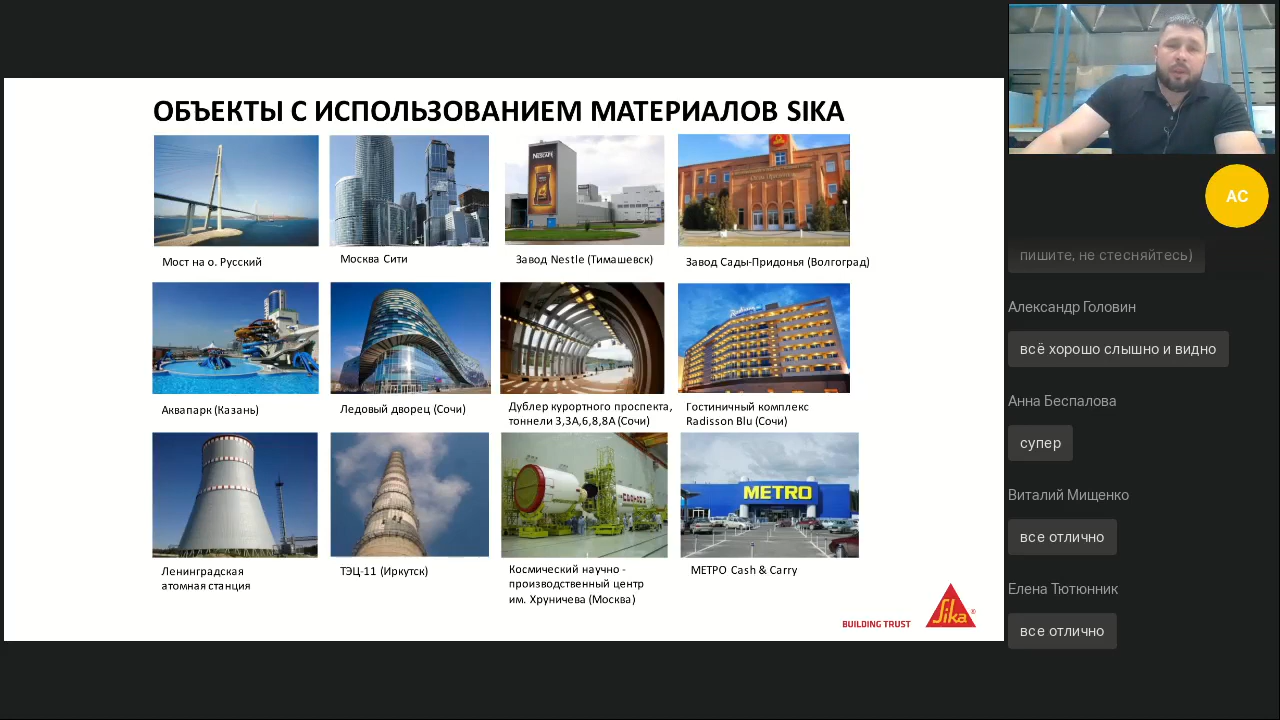 ОБЪЕКТЫ С ИСПОЛЬЗОВАНИЕМ МАТЕРИАЛОВ SIKA
NESCAFÉ
Мост на о. Русский
Москва Сити
Завод Nestle (Тимашевск)
Завод Сады-Придонья (Волгоград)
Radisson
Аквапарк (Казань)
Ледовый дворец (Сочи)
Дублер курортного проспекта,
тоннели 3,3А,6,8,8А (Сочи)
Гостиничный комплекс
Radisson Blu (Сочи)
METRO
Ленинградская
атомная станция
ТЭЦ-11 (Иркутск)
Космический научно -
производственный центр
им. Хруничева (Москва)
МЕТРО Cash & Carry
BUILDING TRUST
Sika®
АС
пишите, не стесняйтесь)
Александр Головин
всё хорошо слышно и видно
Анна Беспалова
супер
Виталий Мищенко
все отлично
Елена Тютюнник
все отлично